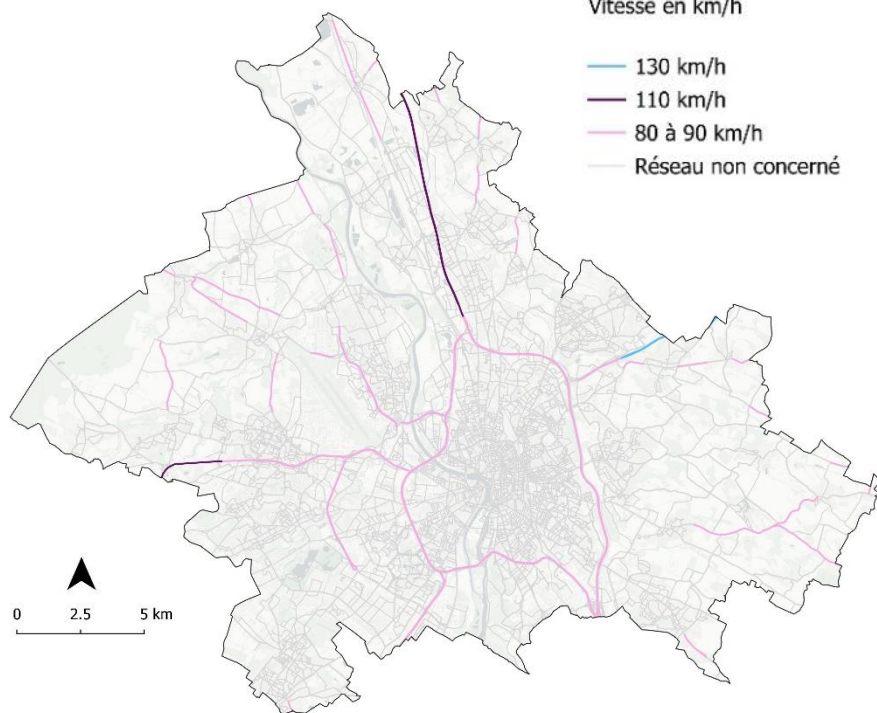 Vitesse en km/h
130 km/h
110 km/h
80 à 90 km/h
Réseau non concerné
0 2.5 5 km